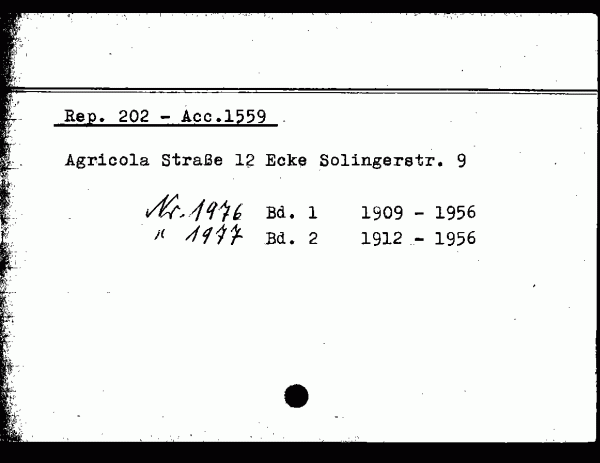 Rep. 202 - Acc.1559
Agricola Straße 12 Ecke Solingerstr. 9
Nr. 1976 Bd. 1 1909 - 1956
" 1977 Bd. 2 1912 - 1956